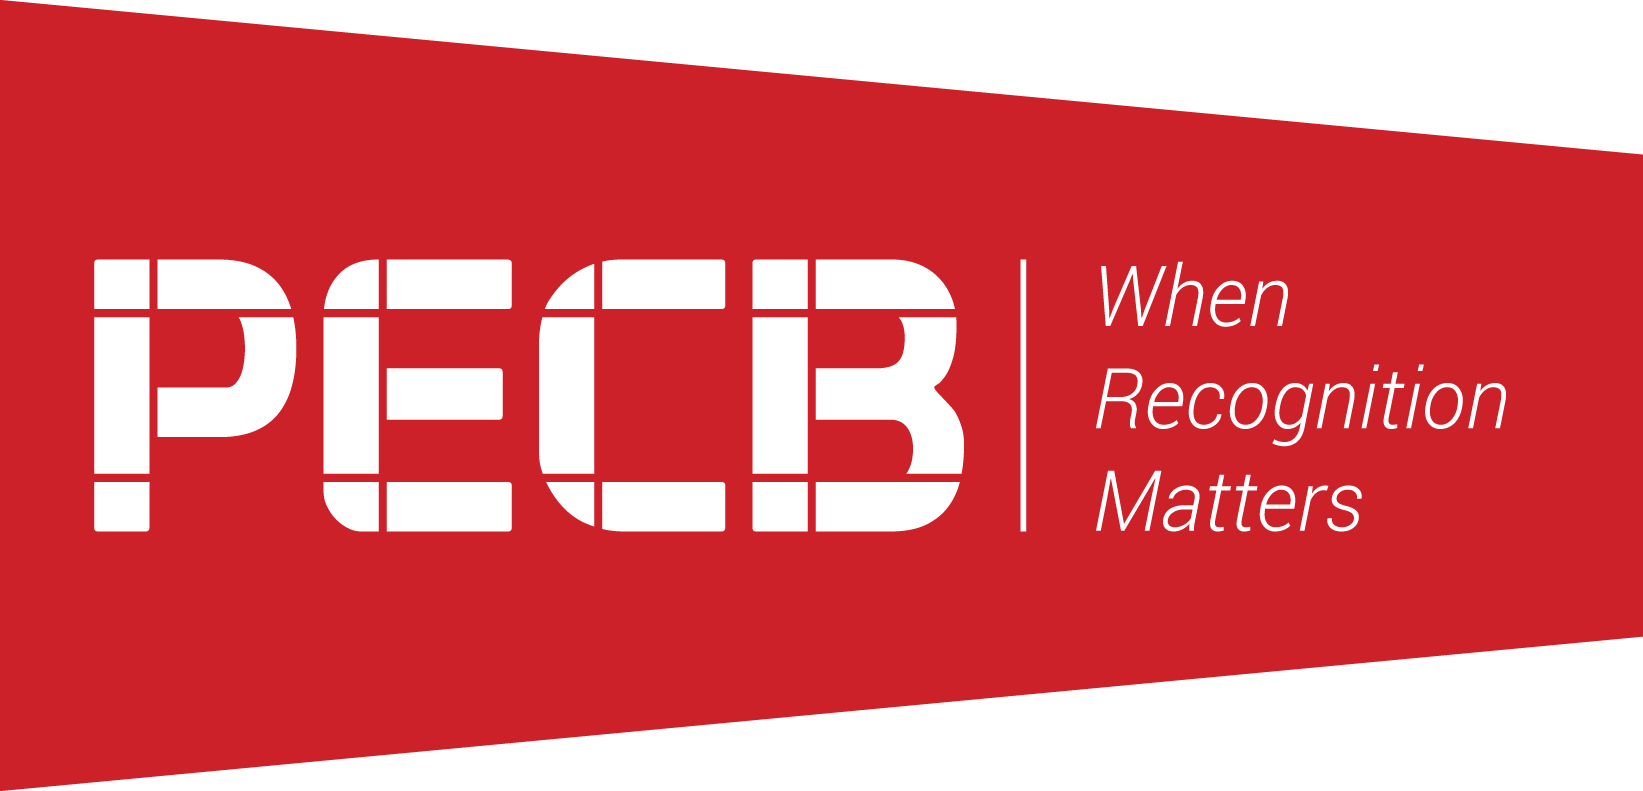 PECB
When
Recognition
Matters